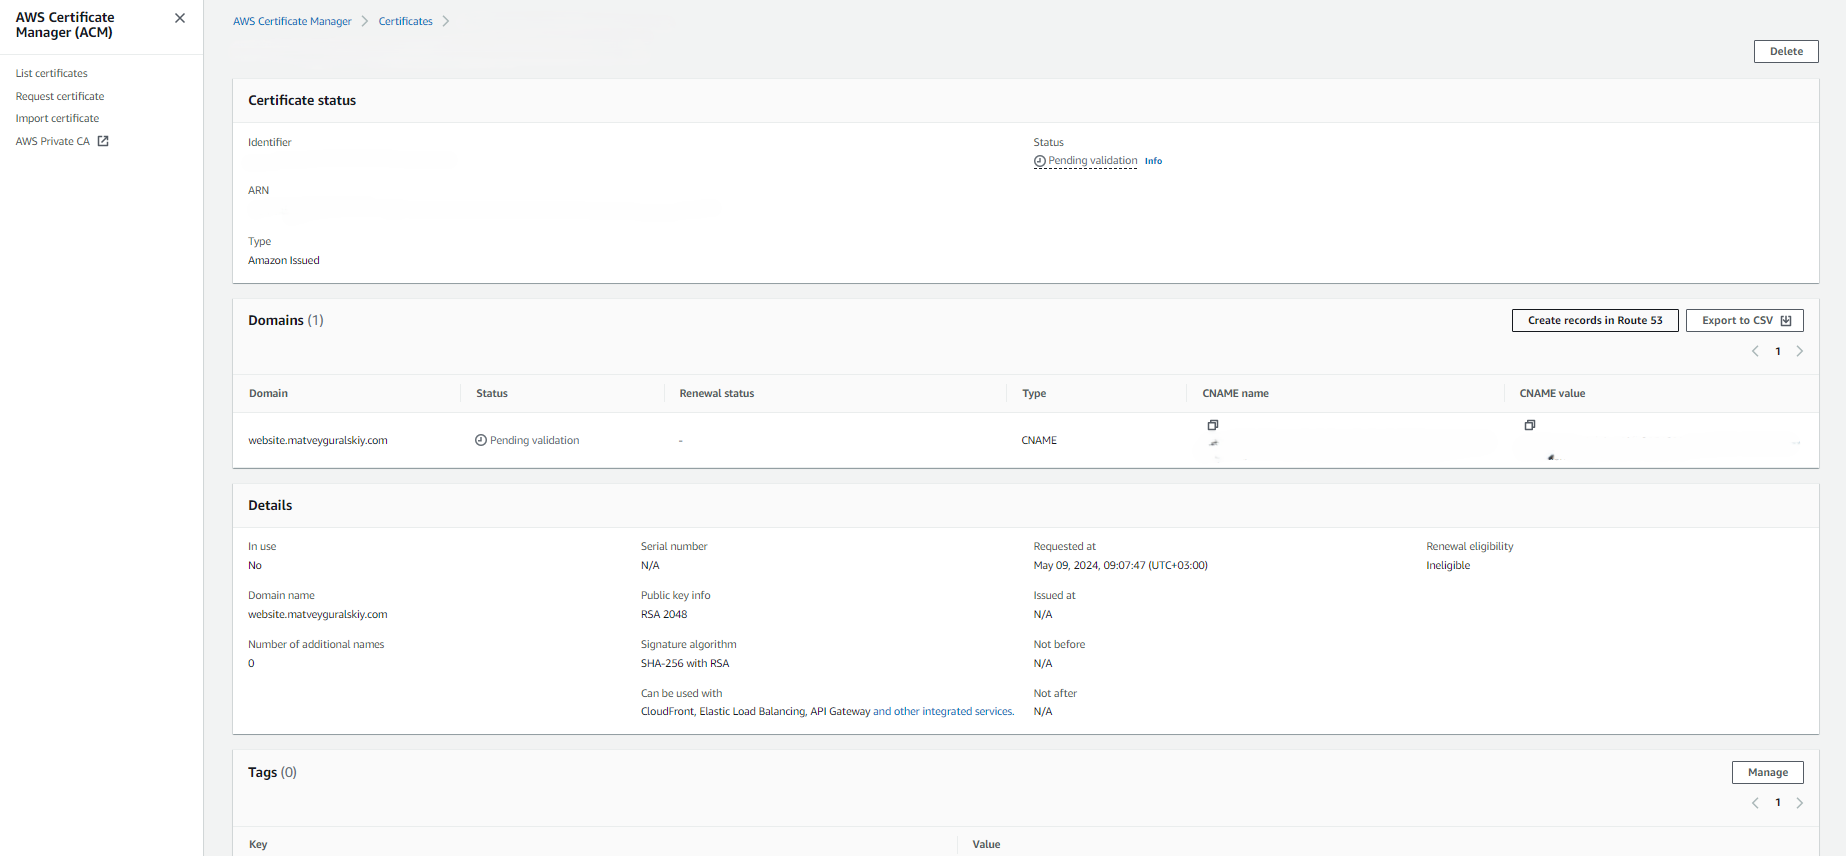 AWS Certificate
Manager (ACM)
List certificates
Request certificate
Import certificate
AWS Private CA
AWS Certificate Manager
Certificates
Delete
Certificate status
Identifier
Status
Pending validation
Info
ARN
Type
Amazon Issued
Domains (1)
Create records in Route 53
Export to CSV
1
Domain
Status
Renewal status
Type
CNAME name
CNAME value
website.matveyguralskiy.com
Pending validation
-
CNAME
Details
In use
No
Domain name
website.matveyguralskiy.com
Number of additional names
0
Serial number
N/A
Public key info
RSA 2048
Signature algorithm
SHA-256 with RSA
Can be used with
CloudFront, Elastic Load Balancing, API Gateway and other integrated services.
Requested at
May 09, 2024, 09:07:47 (UTC+03:00)
Issued at
N/A
Not before
N/A
Not after
N/A
Renewal eligibility
Ineligible
Tags (0)
Manage
1
Key
Value